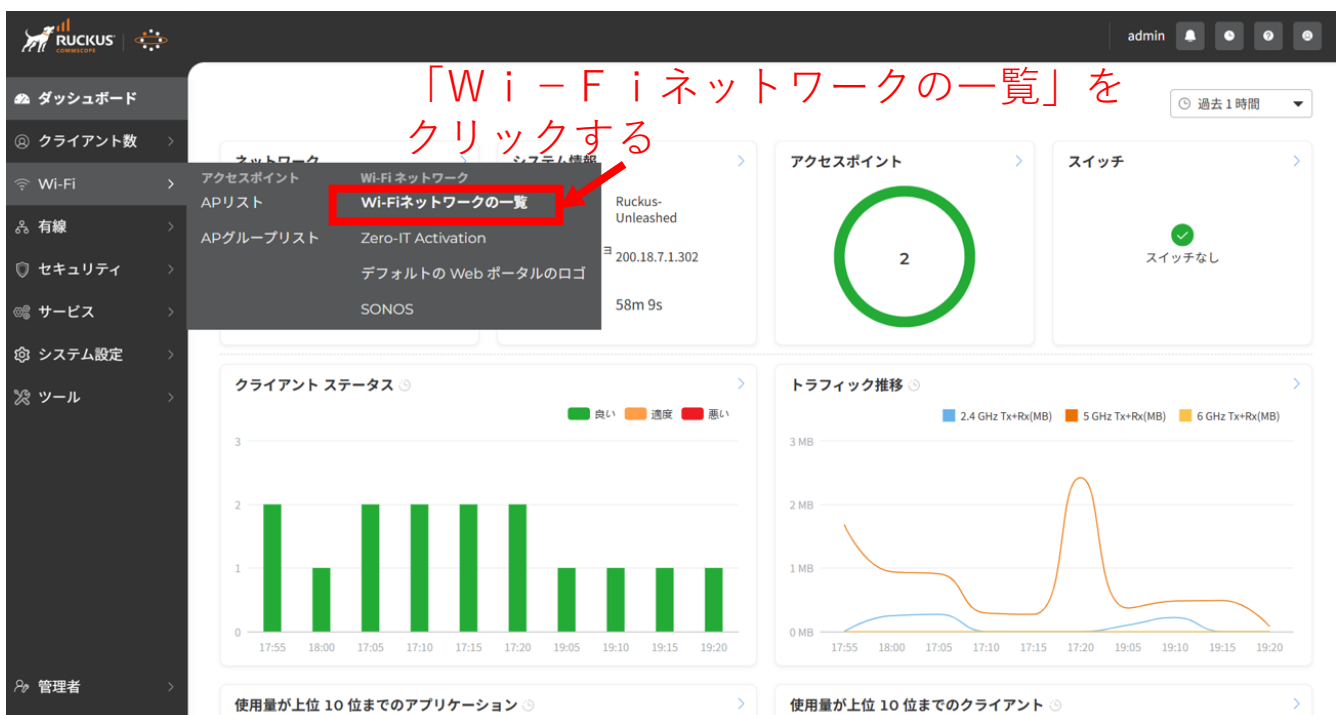 RUCKUS
COMMSCOPE
admin
「Ｗｉ－Ｆｉネットワークの一覧」を
クリックする
過去 1 時間
ダッシュボード
クライアント数
Wi-Fi
有線
セキュリティ
サービス
システム設定
ツール
管理者
ネットワーク
システム情報
アクセスポイント
スイッチ
アクセスポイント
APリスト
APグループリスト
Wi-Fi ネットワーク
Wi-Fiネットワークの一覧
Zero-IT Activation
デフォルトの Web ポータルのロゴ
SONOS
Ruckus-
Unleashed
ヨ 200.18.7.1.302
58m 9s
2
スイッチなし
クライアント ステータス
良い 適度 悪い
3
2
1
0
17:55 18:00 17:05 17:10 17:15 17:20 19:05 19:10 19:15 19:20
トラフィック推移
2.4 GHz Tx+Rx(MB) 5 GHz Tx+Rx(MB) 6 GHz Tx+Rx(MB)
3 MB
2 MB
1 MB
0 MB
17:55 18:00 17:05 17:10 17:15 17:20 19:05 19:10 19:15 19:20
使用量が上位 10 位までのアプリケーション
使用量が上位 10 位までのクライアント